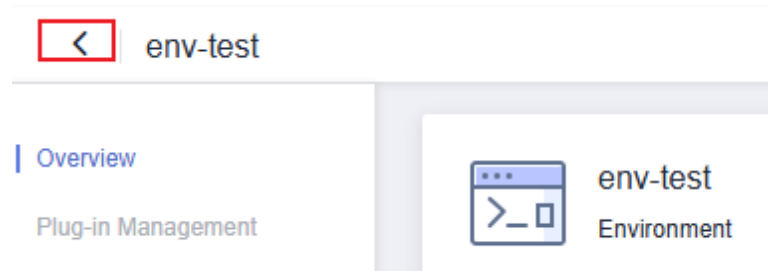 env-test
Overview
Plug-in Management
env-test
Environment